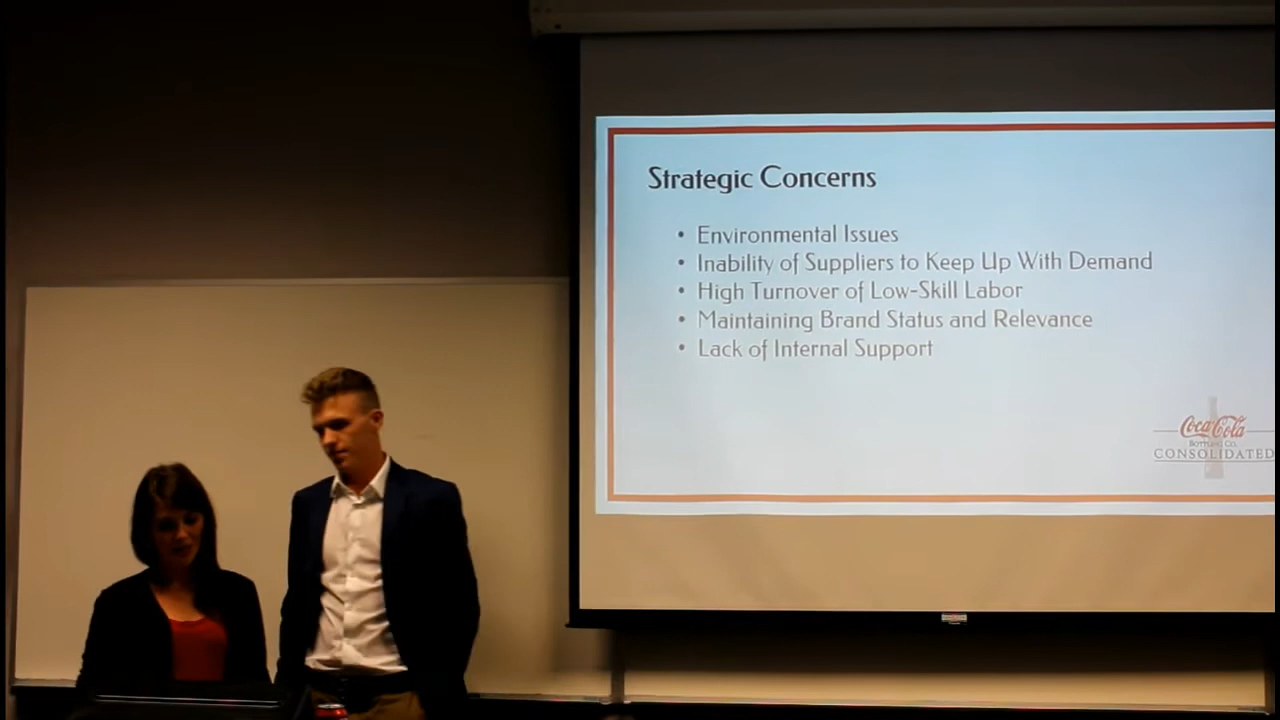 Strategic Concerns
• Environmental Issues
• Inability of Suppliers to Keep Up With Demand
• High Turnover of Low-Skill Labor
• Maintaining Brand Status and Relevance
• Lack of Internal Support
Coca-Cola
BOTTLING CO.
CONSOLIDATED